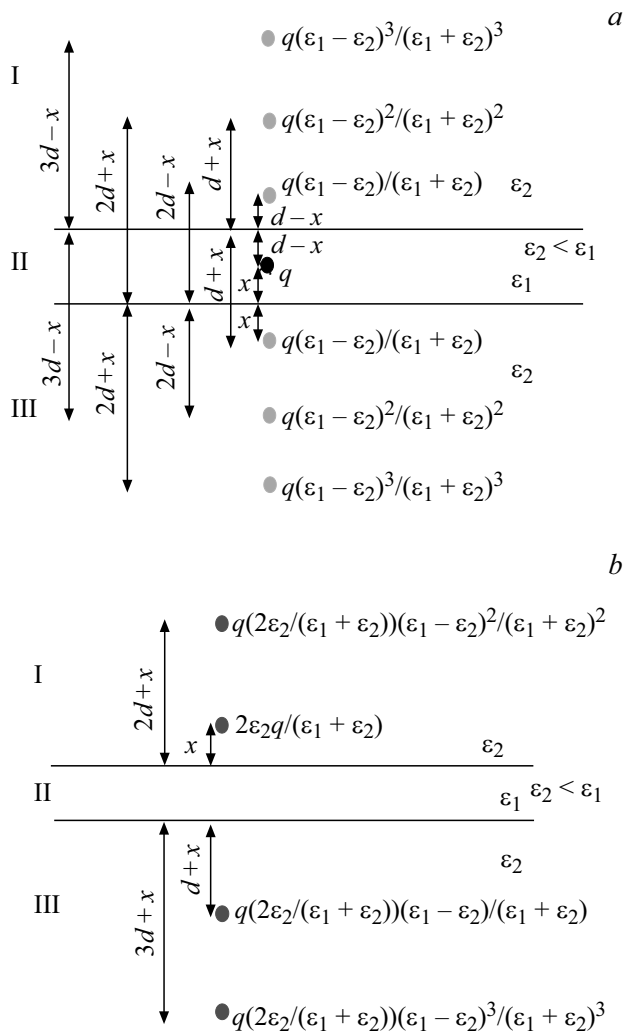 a
q(ε₁ – ε₂)³/(ε₁ + ε₂)³
I
q(ε₁ – ε₂)²/(ε₁ + ε₂)²
3d – x
2d + x
2d – x
d + x
q(ε₁ – ε₂)/(ε₁ + ε₂)
ε₂
d – x
d – x
ε₂ < ε₁
II
q
d + x
x
ε₁
x
q(ε₁ – ε₂)/(ε₁ + ε₂)
ε₂
3d – x
2d + x
2d – x
III
q(ε₁ – ε₂)²/(ε₁ + ε₂)²
q(ε₁ – ε₂)³/(ε₁ + ε₂)³
b
q(2ε₂/(ε₁ + ε₂))(ε₁ – ε₂)²/(ε₁ + ε₂)²
I
2d + x
2ε₂q/(ε₁ + ε₂)
x
ε₂
II
ε₁
ε₂ < ε₁
ε₂
d + x
III
q(2ε₂/(ε₁ + ε₂))(ε₁ – ε₂)/(ε₁ + ε₂)
3d + x
q(2ε₂/(ε₁ + ε₂))(ε₁ – ε₂)³/(ε₁ + ε₂)³